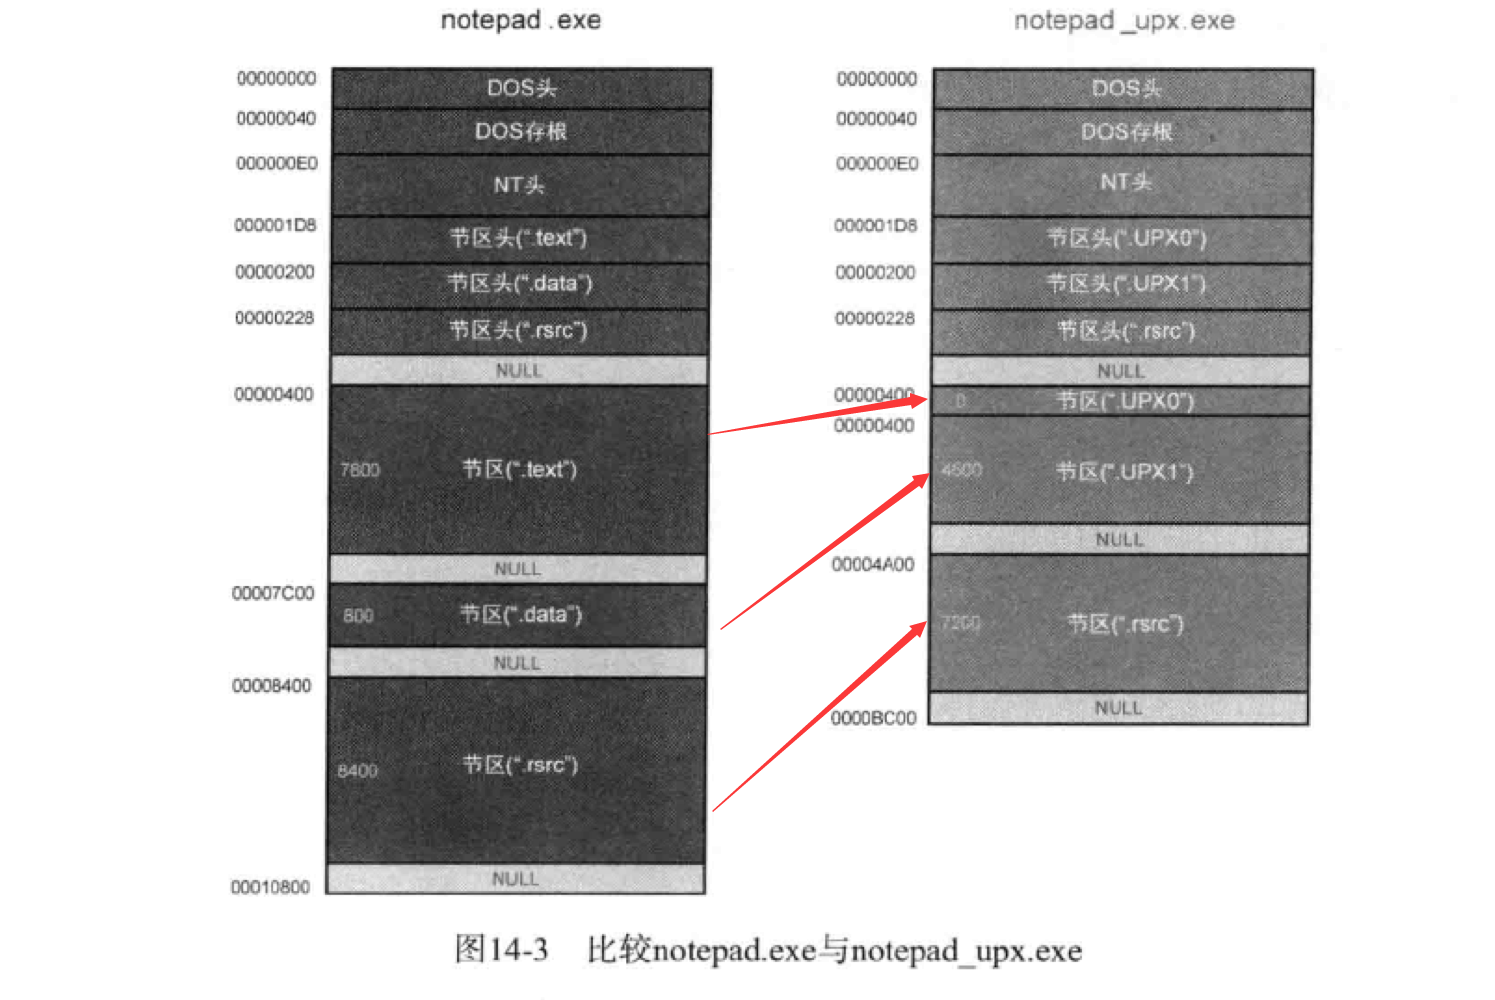 notepad .exe
00000000
DOS头
00000040
DOS存根
000000E0
NT头
000001D8
节区头(“.text”)
00000200
节区头(“.data”)
00000228
节区头(“.rsrc”)
NULL
00000400
7800
节区(“.text”)
NULL
00007C00
800
节区(“.data”)
NULL
00008400
8400
节区(“.rsrc”)
NULL
00010800
notepad _upx.exe
00000000
DOS头
00000040
DOS存根
000000E0
NT头
000001D8
节区头(“.UPX0”)
00000200
节区头(“.UPX1”)
00000228
节区头(“.rsrc”)
NULL
00000400
0
节区(“.UPX0”)
00000400
4600
节区(“.UPX1”)
NULL
00004A00
7200
节区(“.rsrc”)
NULL
0000BC00
图14-3 比较notepad.exe与notepad_upx.exe